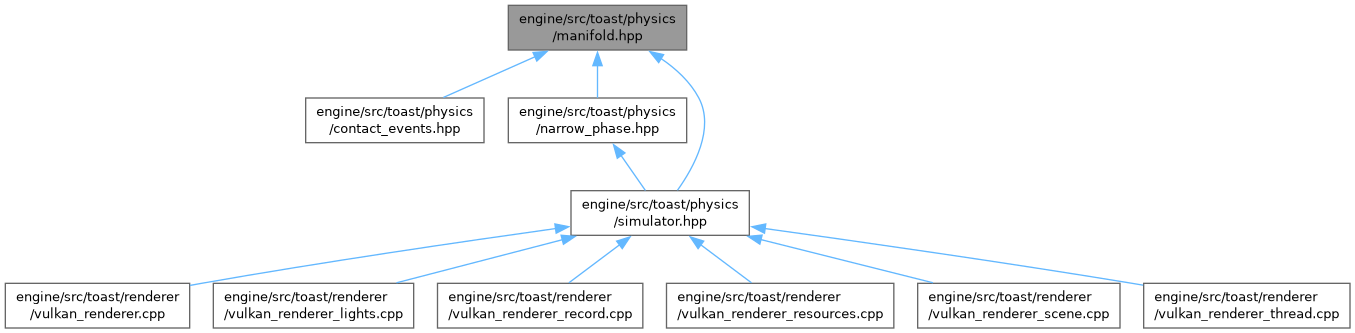 engine/src/toast/physics
/manifold.hpp
engine/src/toast/physics
/contact_events.hpp
engine/src/toast/physics
/narrow_phase.hpp
engine/src/toast/physics
/simulator.hpp
engine/src/toast/renderer
/vulkan_renderer.cpp
engine/src/toast/renderer
/vulkan_renderer_lights.cpp
engine/src/toast/renderer
/vulkan_renderer_record.cpp
engine/src/toast/renderer
/vulkan_renderer_resources.cpp
engine/src/toast/renderer
/vulkan_renderer_scene.cpp
engine/src/toast/renderer
/vulkan_renderer_thread.cpp